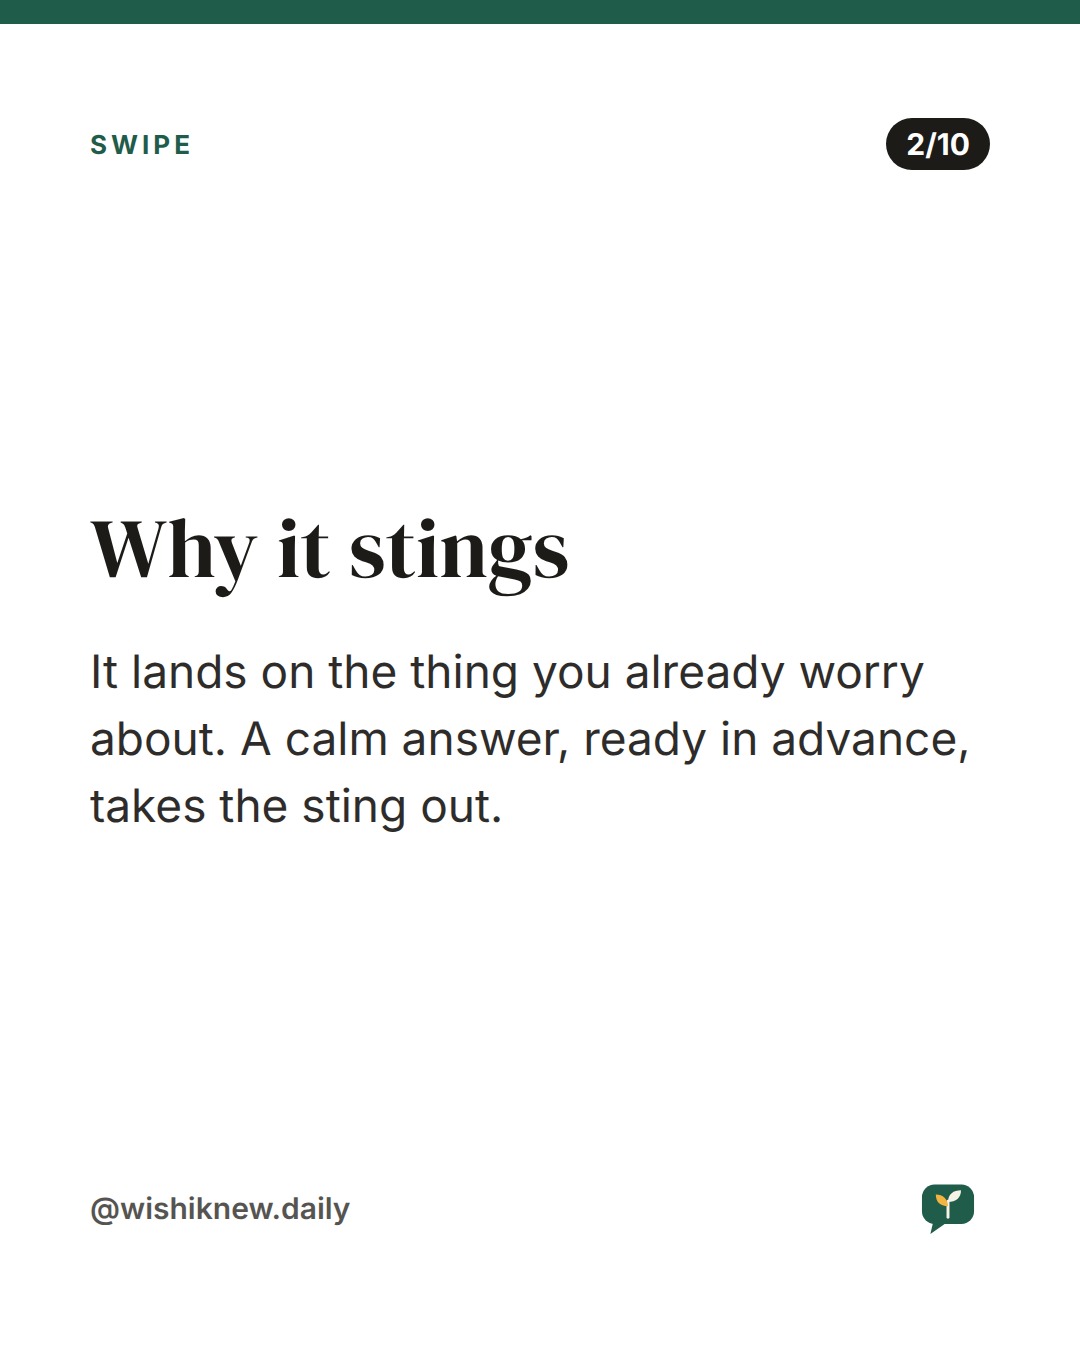 SWIPE
2/10
Why it stings
It lands on the thing you already worry
about. A calm answer, ready in advance,
takes the sting out.
@wishiknew.daily